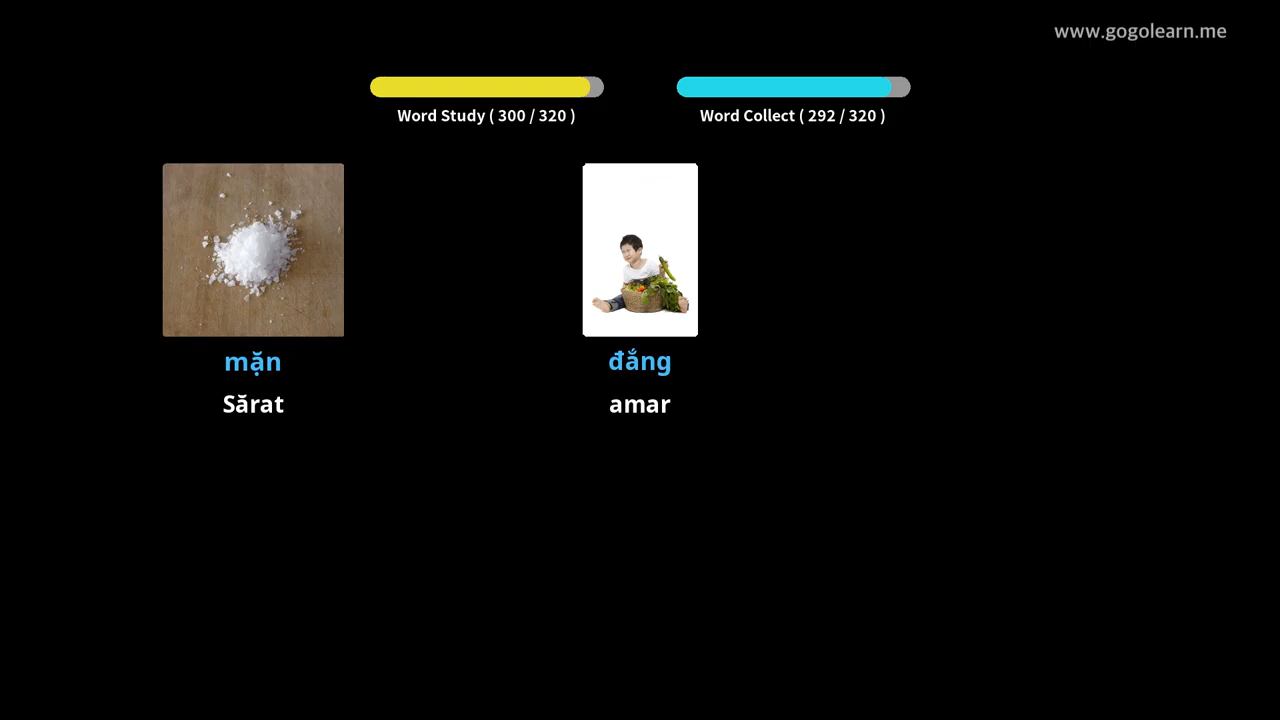 www.gogolearn.me
Word Study ( 300 / 320 )
Word Collect ( 292 / 320 )
mặn
đắng
Sărat
amar